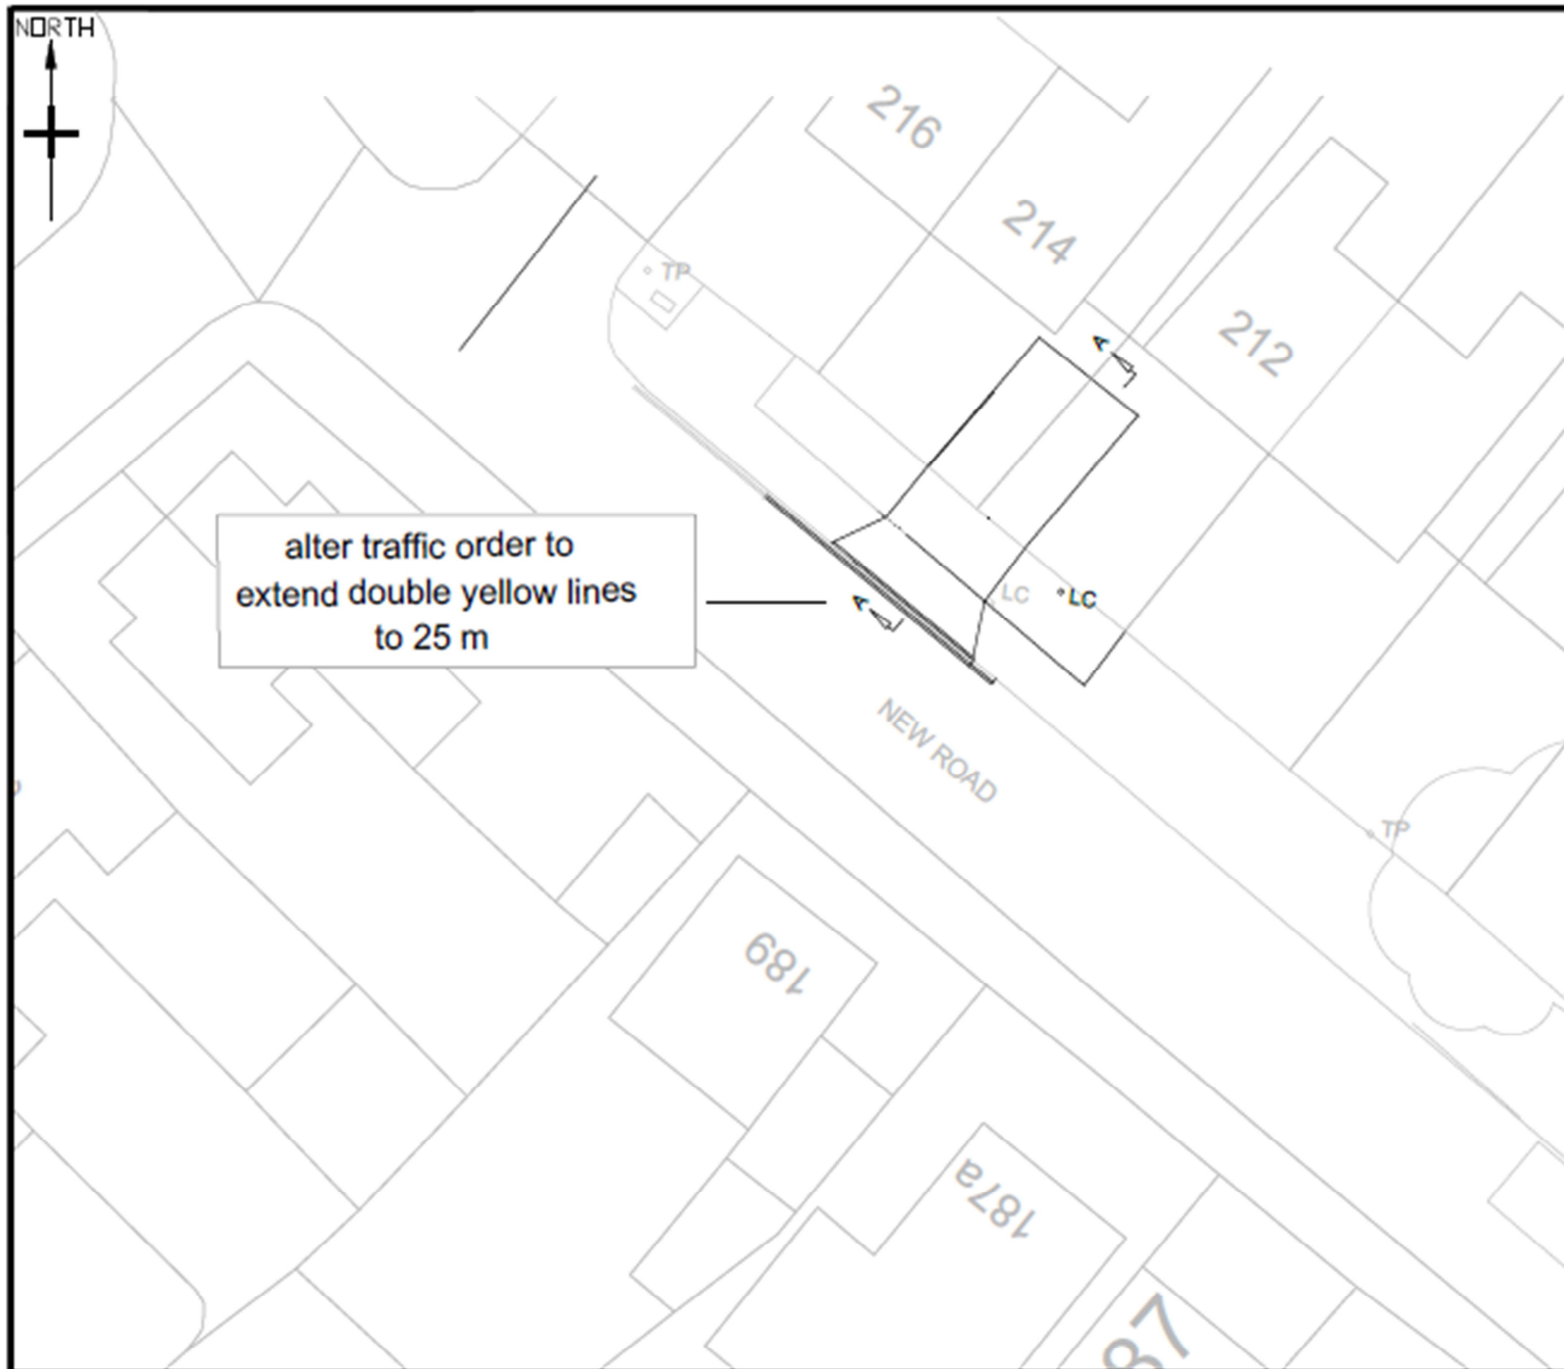 NORTH
216
214
TP
212
A
alter traffic order to
extend double yellow lines
to 25 m
A
LC
LC
NEW ROAD
TP
189
187a
87